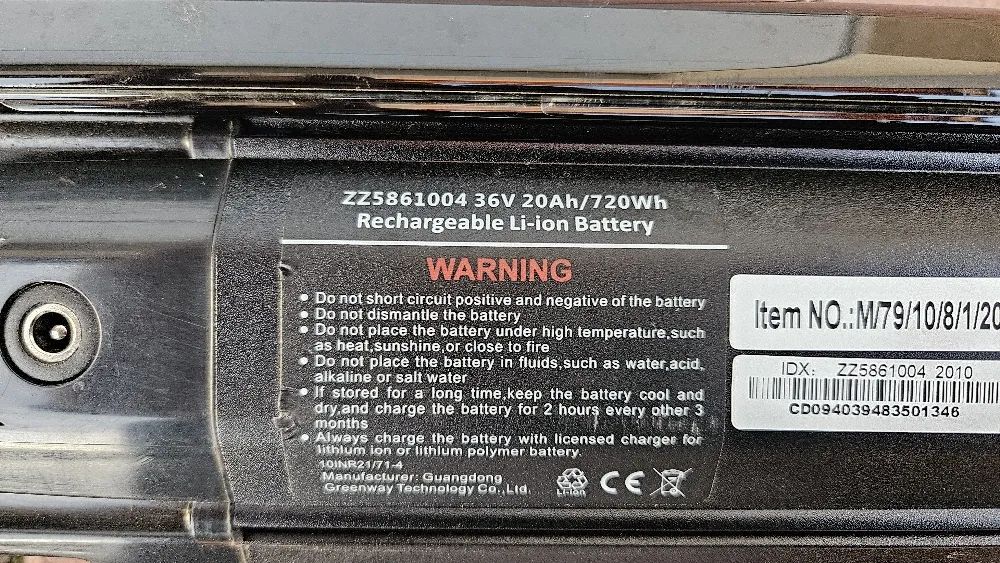 ZZ5861004 36V 20Ah/720Wh
Rechargeable Li-ion Battery
WARNING
• Do not short circuit positive and negative of the battery
• Do not dismantle the battery
• Do not place the battery under high temperature,such
as heat,sunshine,or close to fire
• Do not place the battery in fluids,such as water,acid,
alkaline or salt water
• If stored for a long time,keep the battery cool and
dry,and charge the battery for 2 hours every other 3
months
• Always charge the battery with licensed charger for
lithium ion or lithium polymer battery.
10INR21/71-4
Manufacturer: Guangdong
Greenway Technology Co.,Ltd.
Li-ion
CE
Item NO.:M/79/10/8/1/20
IDX: ZZ5861004 2010
CD094039483501346